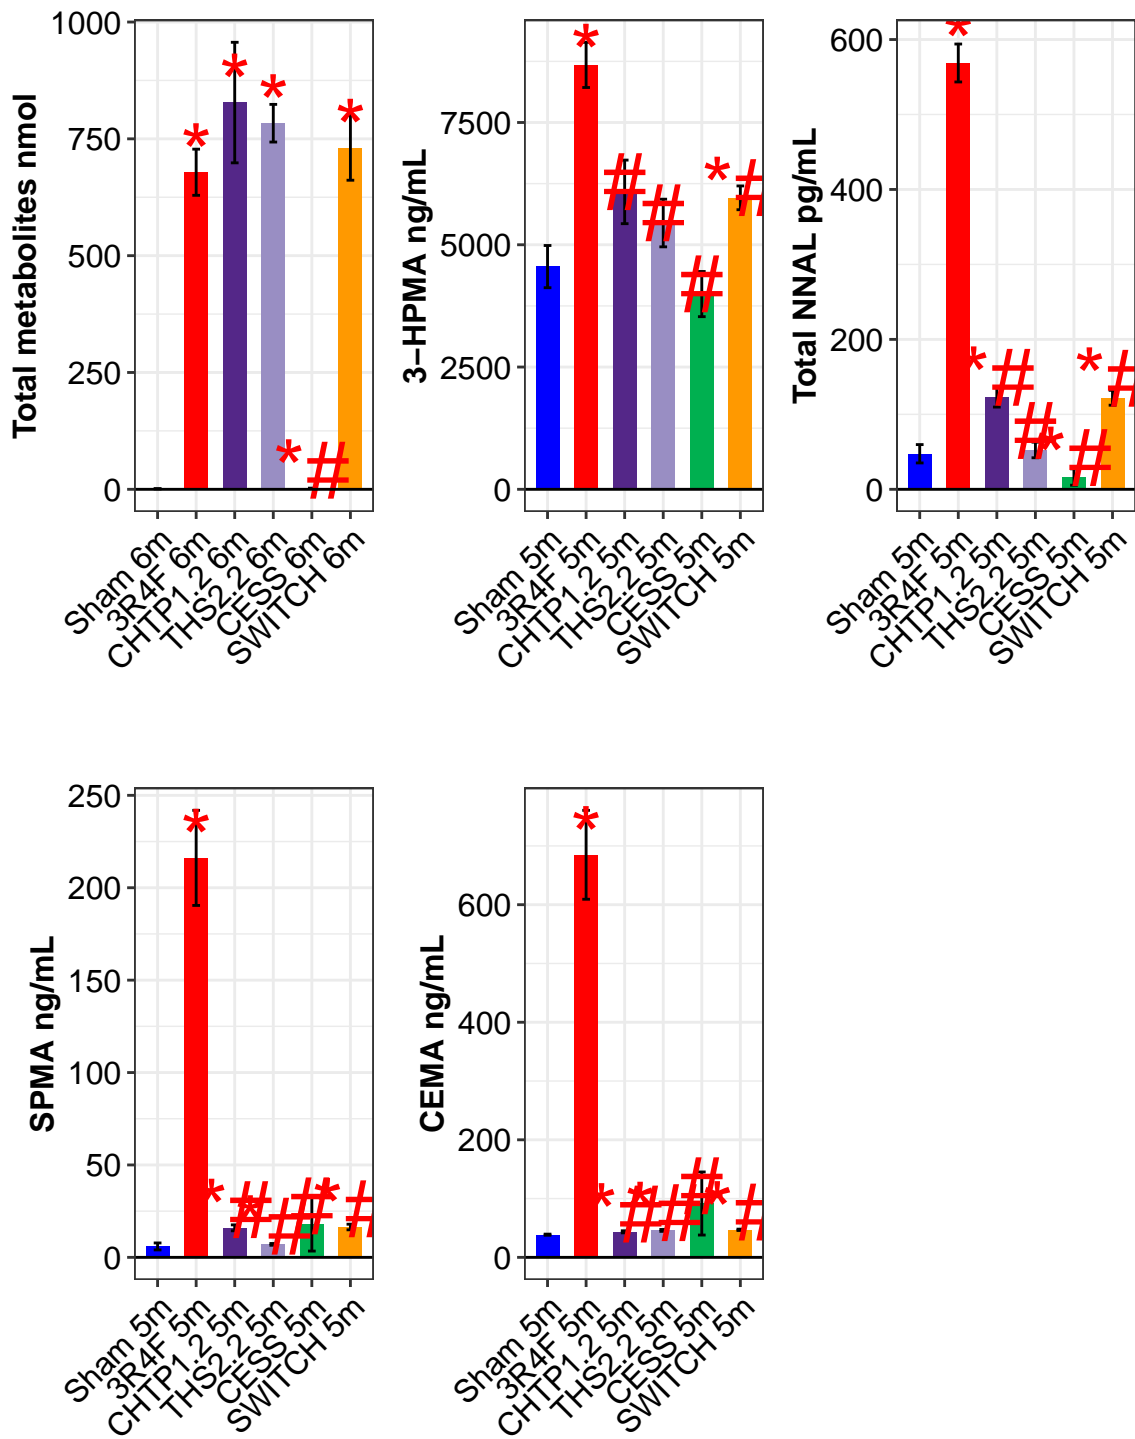 Total metabolites nmol
1000
750
500
250
0
*
*
*
*
* #
Sham 6m
3R4F 6m
CHTP1.2 6m
THS2.2 6m
CESS 6m
SWITCH 6m
3−HPMA ng/mL
7500
5000
2500
0
*
#
#
#
* #
Sham 5m
3R4F 5m
CHTP1.2 5m
THS2.2 5m
CESS 5m
SWITCH 5m
Total NNAL pg/mL
600
400
200
0
*
* #
#
* #
* #
Sham 5m
3R4F 5m
CHTP1.2 5m
THS2.2 5m
CESS 5m
SWITCH 5m
SPMA ng/mL
250
200
150
100
50
0
*
* #
* #
#
* #
Sham 5m
3R4F 5m
CHTP1.2 5m
THS2.2 5m
CESS 5m
SWITCH 5m
CEMA ng/mL
600
400
200
0
*
* #
* #
#
* #
Sham 5m
3R4F 5m
CHTP1.2 5m
THS2.2 5m
CESS 5m
SWITCH 5m